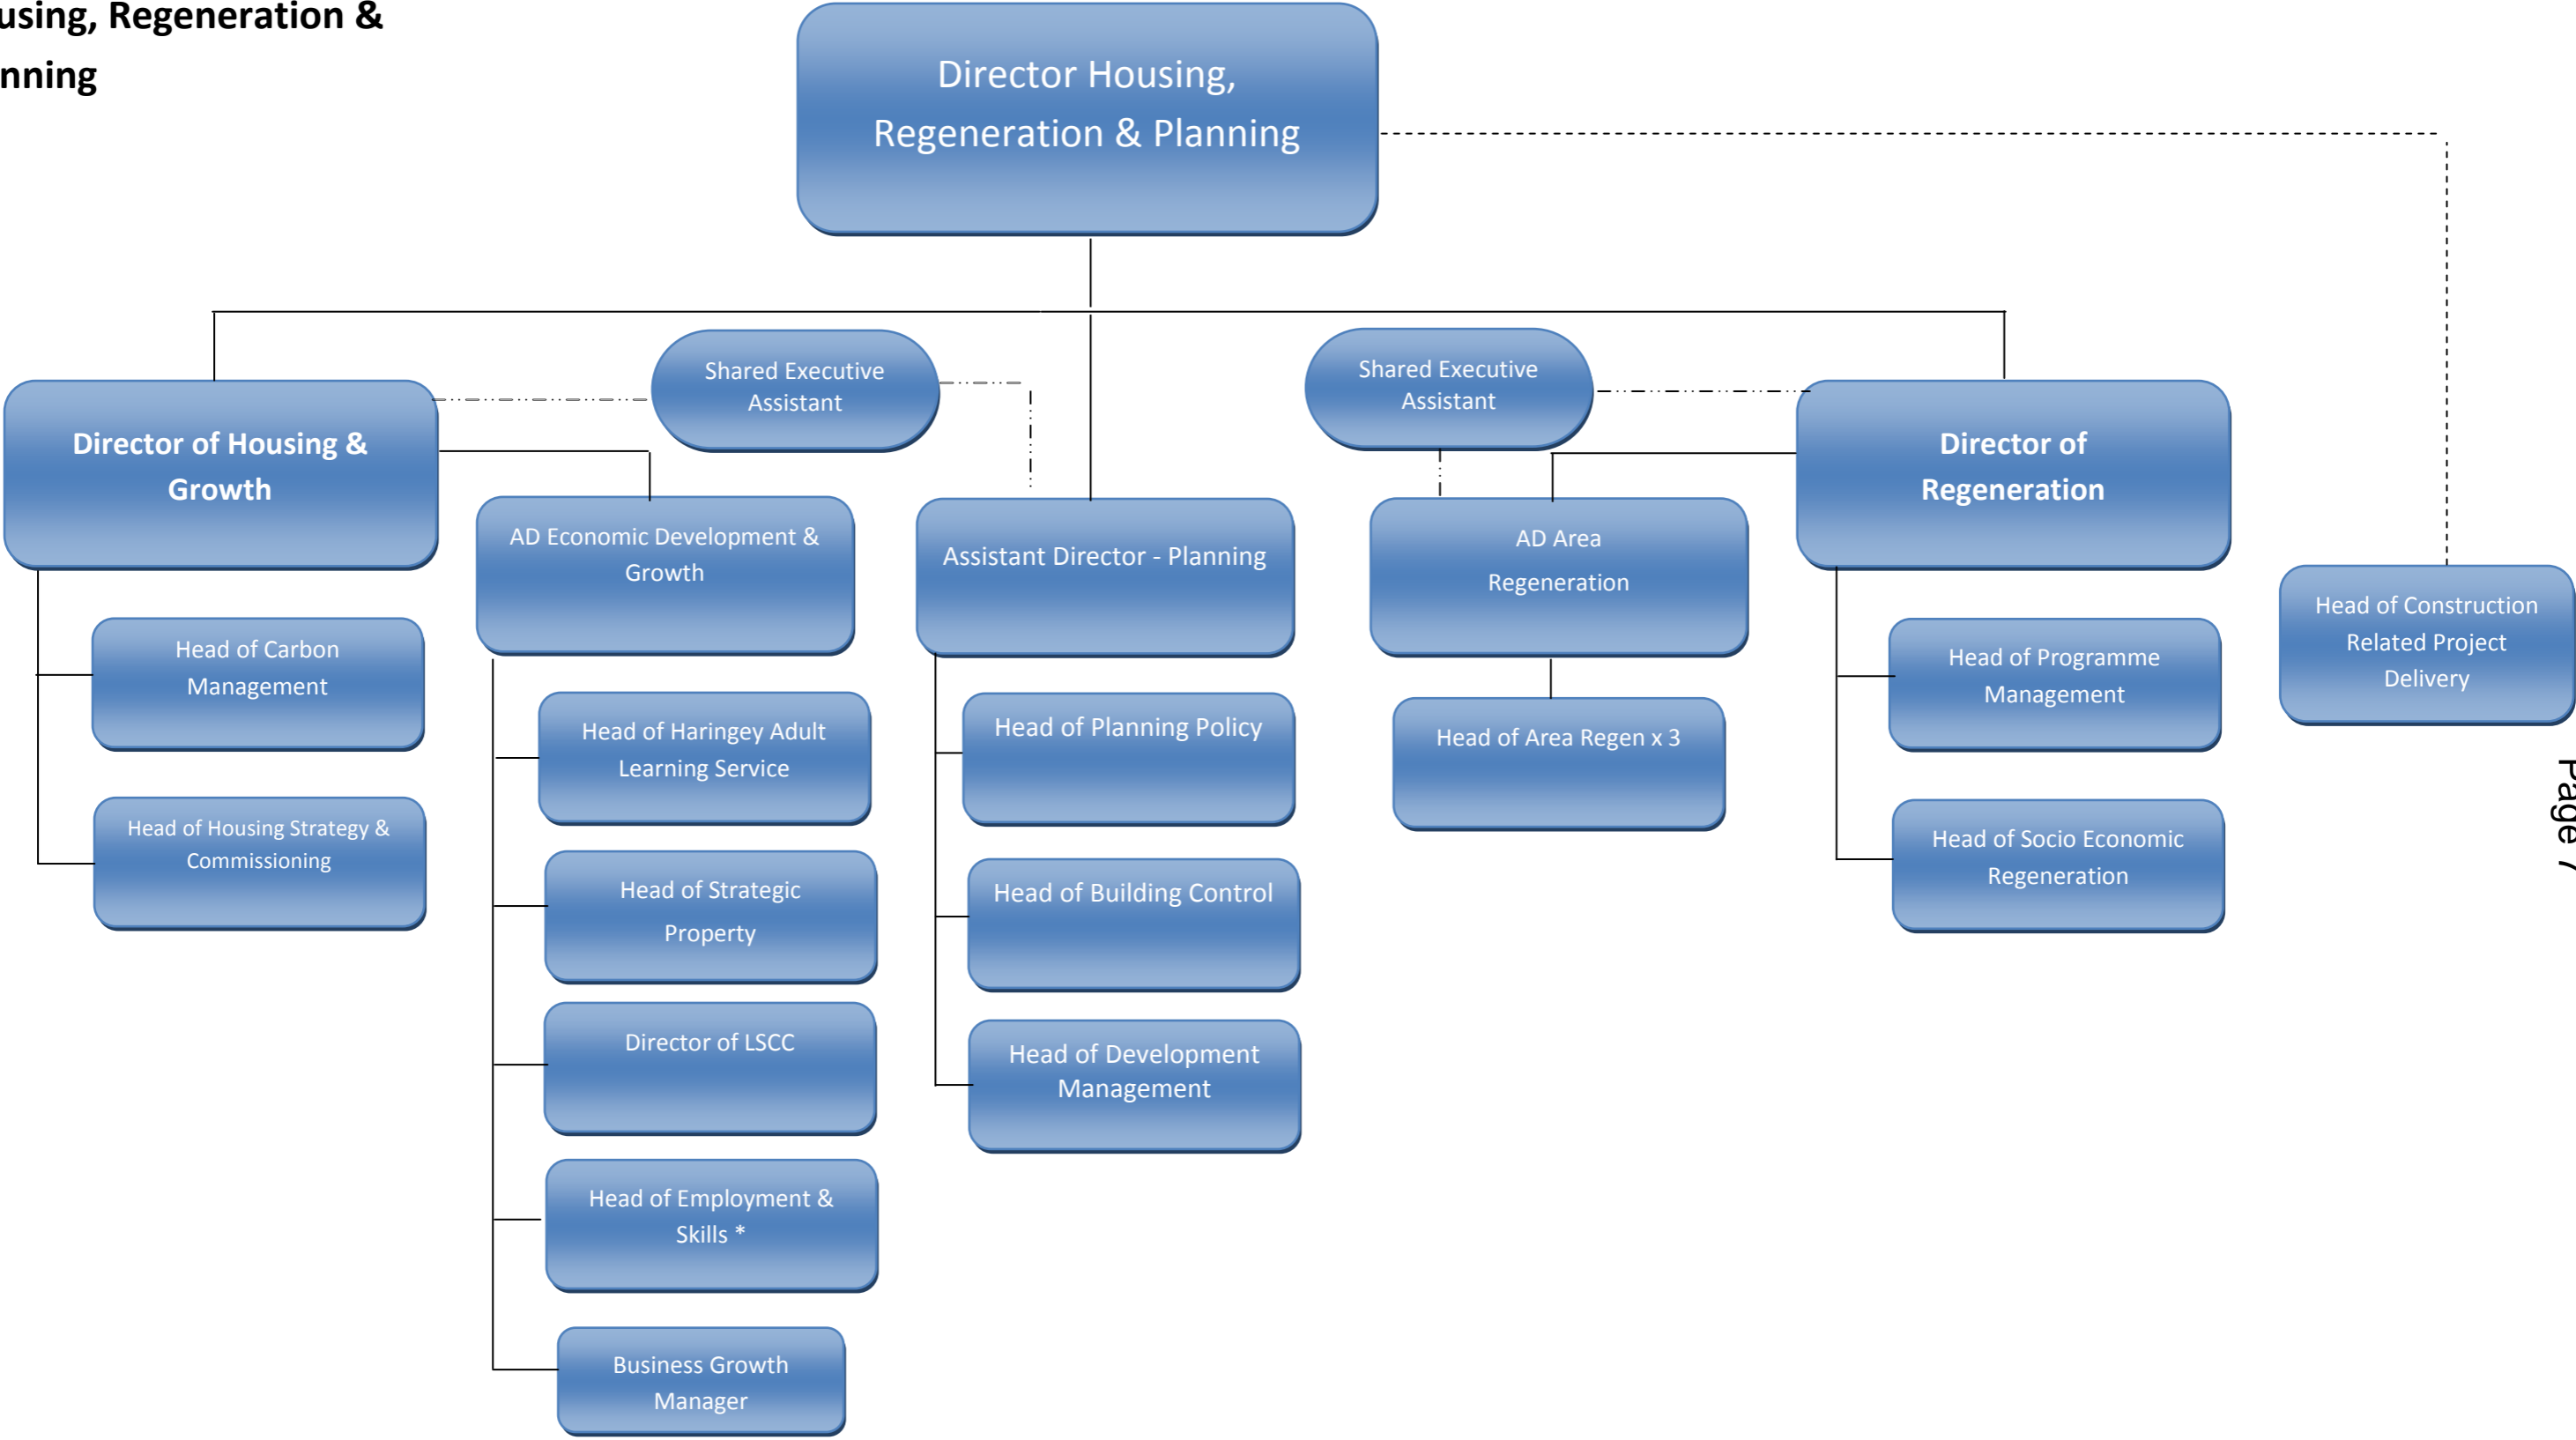 using, Regeneration &
nning
Director Housing,
Regeneration & Planning
Shared Executive
Assistant
Shared Executive
Assistant
Director of Housing &
Growth
Director of
Regeneration
AD Economic Development &
Growth
Assistant Director - Planning
AD Area
Regeneration
Head of Construction
Related Project
Delivery
Head of Carbon
Management
Head of Housing Strategy &
Commissioning
Head of Haringey Adult
Learning Service
Head of Strategic
Property
Director of LSCC
Head of Employment &
Skills *
Business Growth
Manager
Head of Planning Policy
Head of Building Control
Head of Development
Management
Head of Area Regen x 3
Head of Programme
Management
Head of Socio Economic
Regeneration
Page 7